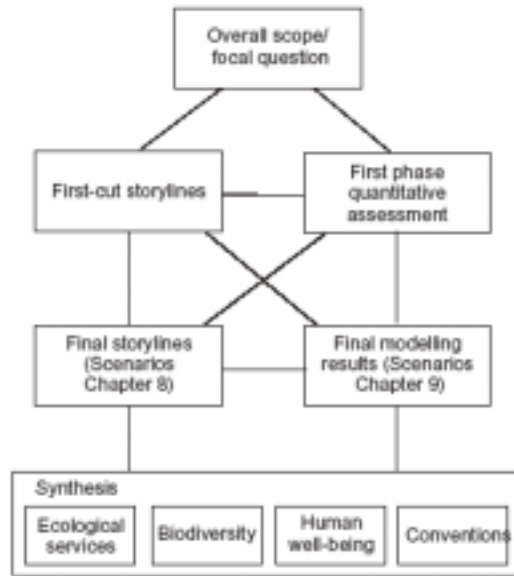 Overall scope/
focal question
First-cut storylines
First phase
quantitative
assessment
Final storylines
(Scenarios
Chapter 8)
Final modelling
results (Scenarios
Chapter 9)
Synthesis
Ecological
services
Biodiversity
Human
well-being
Conventions